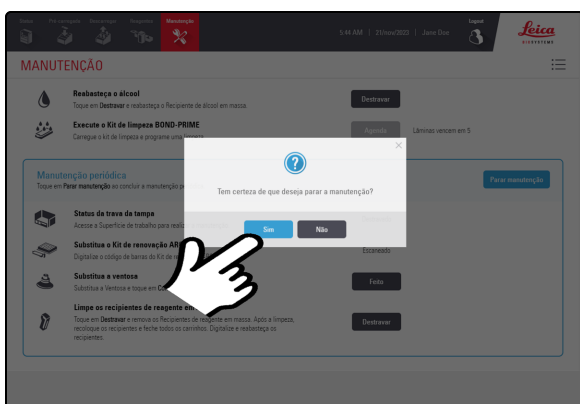 Status Pré-carregado Descarregar Reagentes Manutenção
5:44 AM | 21/nov/2023 | Jane Doe
Logout
Leica
BIOSYSTEMS
MANUTENÇÃO
Reabasteça o álcool
Toque em Destravar e reabasteça o Recipiente de álcool em massa.
Destravar
Execute o Kit de limpeza BOND-PRIME
Carregue o kit de limpeza e programe uma limpeza
Agenda
Lâminas vencem em 5
Manutenção periódica
Toque em Parar manutenção ao concluir a manutenção
Parar manutenção
Tem certeza de que deseja parar a manutenção?
Sim
Não
Status da trava da tampa
Acesse a Superfície de trabalho para
Substitua o Kit de renovação
Digitalize o código de barras do Kit de
Escaneado
Substitua a ventosa
Substitua a Ventosa e toque em
Feito
Limpe os recipientes de reagente em
Toque em Destravar e remova os Recipientes de reagente em massa. Após a limpeza,
recoloque os recipientes e feche todos os carrinhos. Digitalize e reabasteça os
recipientes.
Destravar